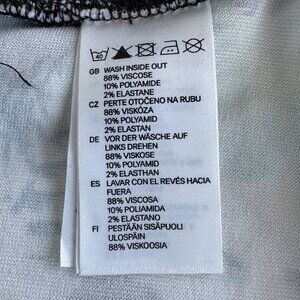 40
GB WASH INSIDE OUT
88% VISCOSE
10% POLYAMIDE
2% ELASTANE
CZ PERTE OTOČENO NA RUBU
88% VISKÓZA
10% POLYAMID
2% ELASTAN
DE VOR DER WÄSCHE AUF
LINKS DREHEN
88% VISKOSE
10% POLYAMID
2% ELASTHAN
ES LAVAR CON EL REVÉS HACIA
FUERA
88% VISCOSA
10% POLIAMIDA
2% ELASTANO
FI PESTÄÄN SISÄPUOLI
ULOSPÄIN
88% VISKOOSIA